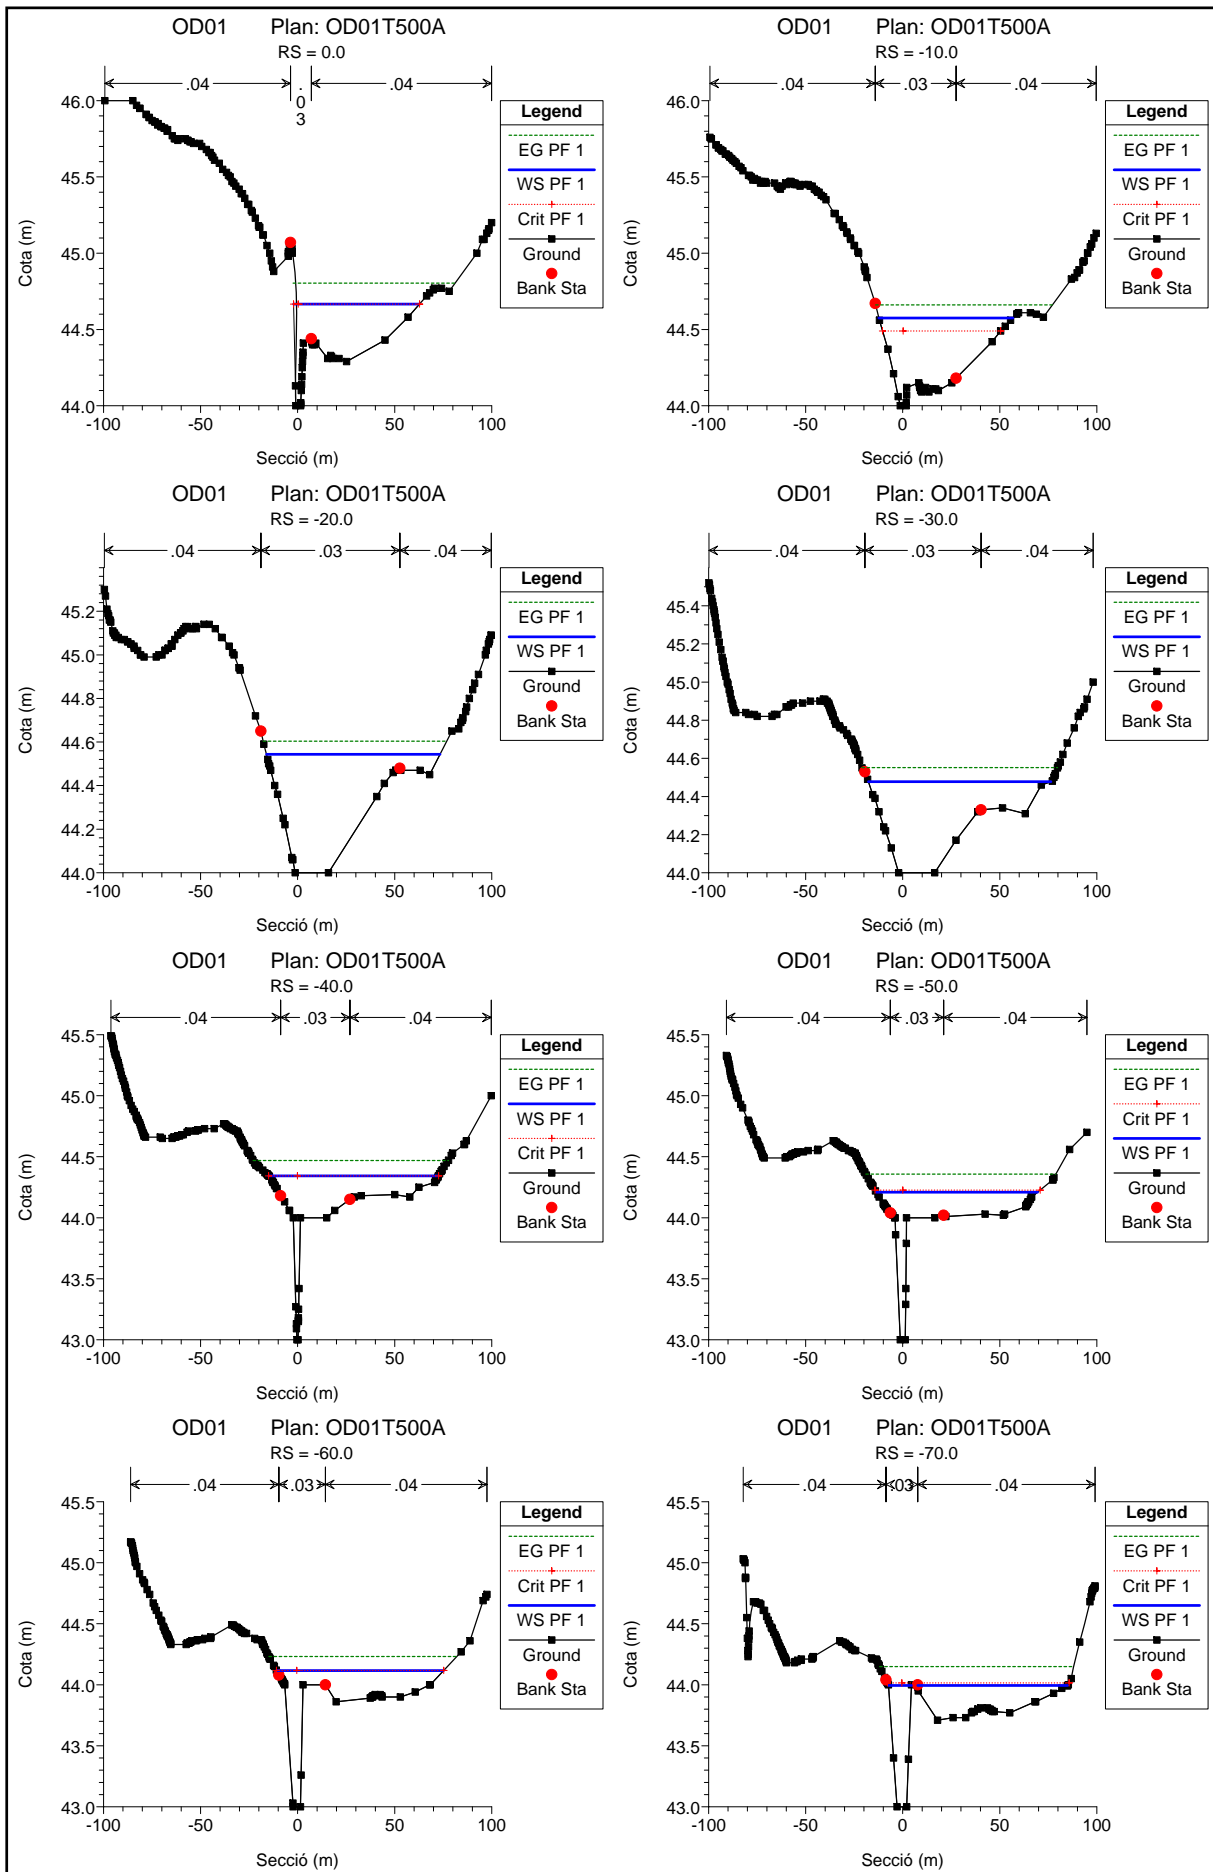 OD01 Plan: OD01T500A
RS = 0.0
.04 .03 .04
Legend
EG PF 1
WS PF 1
Crit PF 1
Ground
Bank Sta
46.0
45.5
45.0
44.5
44.0
Cota (m)
-100 -50 0 50 100
Secció (m)
OD01 Plan: OD01T500A
RS = -10.0
.04 .03 .04
Legend
EG PF 1
WS PF 1
Crit PF 1
Ground
Bank Sta
46.0
45.5
45.0
44.5
44.0
Cota (m)
-100 -50 0 50 100
Secció (m)
OD01 Plan: OD01T500A
RS = -20.0
.04 .03 .04
Legend
EG PF 1
WS PF 1
Ground
Bank Sta
45.2
45.0
44.8
44.6
44.4
44.2
44.0
Cota (m)
-100 -50 0 50 100
Secció (m)
OD01 Plan: OD01T500A
RS = -30.0
.04 .03 .04
Legend
EG PF 1
WS PF 1
Ground
Bank Sta
45.4
45.2
45.0
44.8
44.6
44.4
44.2
44.0
Cota (m)
-100 -50 0 50 100
Secció (m)
OD01 Plan: OD01T500A
RS = -40.0
.04 .03 .04
Legend
EG PF 1
WS PF 1
Crit PF 1
Ground
Bank Sta
45.5
45.0
44.5
44.0
43.5
43.0
Cota (m)
-100 -50 0 50 100
Secció (m)
OD01 Plan: OD01T500A
RS = -50.0
.04 .03 .04
Legend
EG PF 1
Crit PF 1
WS PF 1
Ground
Bank Sta
45.5
45.0
44.5
44.0
43.5
43.0
Cota (m)
-100 -50 0 50 100
Secció (m)
OD01 Plan: OD01T500A
RS = -60.0
.04 .03 .04
Legend
EG PF 1
Crit PF 1
WS PF 1
Ground
Bank Sta
45.5
45.0
44.5
44.0
43.5
43.0
Cota (m)
-100 -50 0 50 100
Secció (m)
OD01 Plan: OD01T500A
RS = -70.0
.04 .03 .04
Legend
EG PF 1
Crit PF 1
WS PF 1
Ground
Bank Sta
45.5
45.0
44.5
44.0
43.5
43.0
Cota (m)
-100 -50 0 50 100
Secció (m)